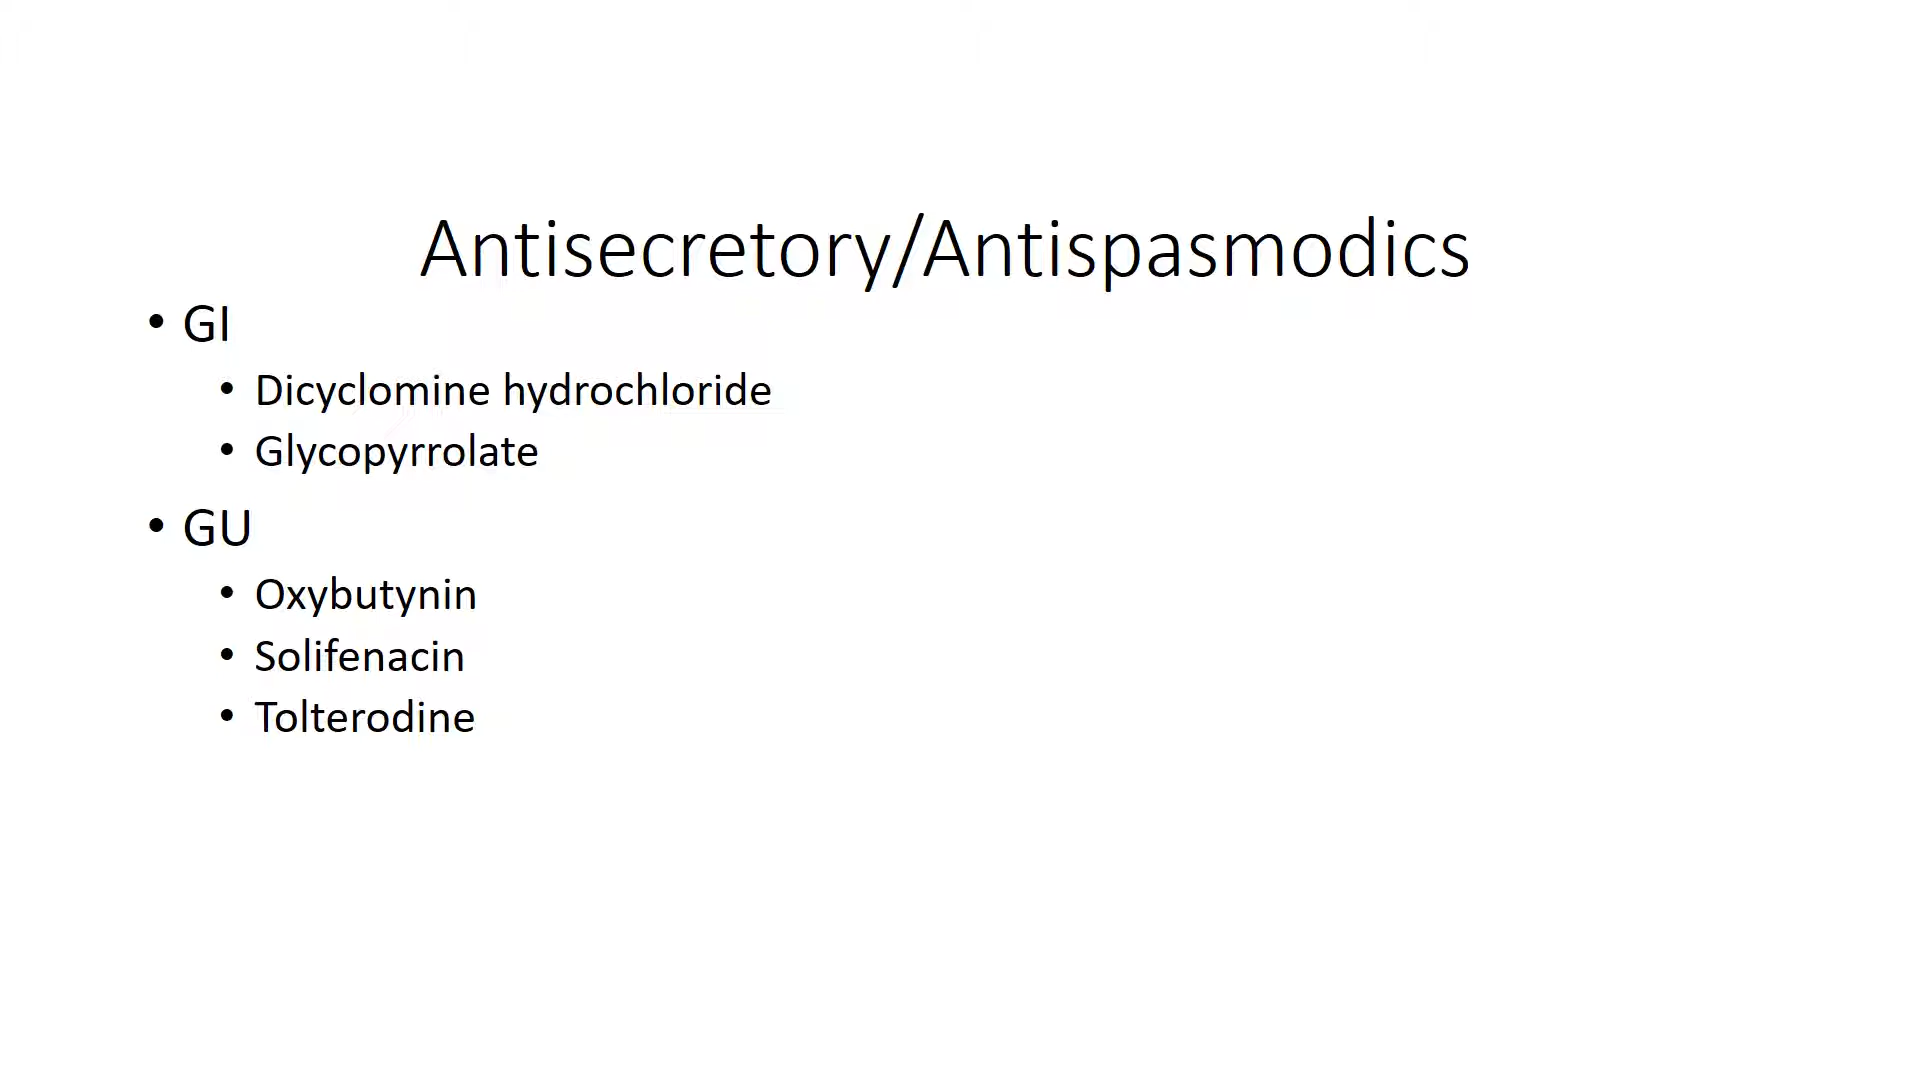 Antisecretory/Antispasmodics
• GI
• Dicyclomine hydrochloride
• Glycopyrrolate
• GU
• Oxybutynin
• Solifenacin
• Tolterodine